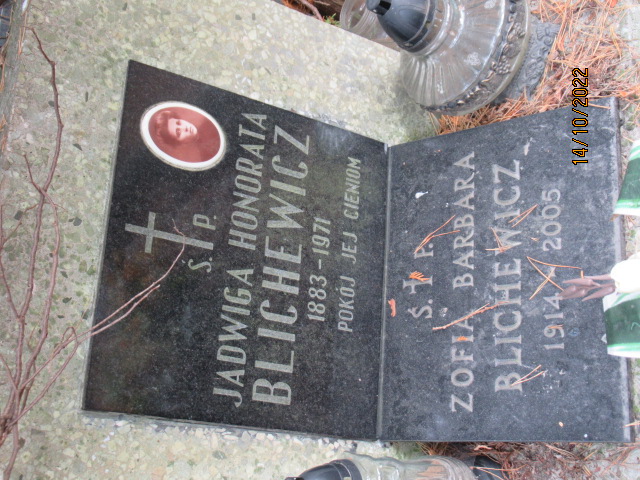 Ś. P.
JADWIGA HONORATA
BLICHEWICZ
1883-1971
POKÓJ JEJ CIENIOM
Ś. P.
ZOFIA BARBARA
BLICHEWICZ
1914 2005
14/10/2022